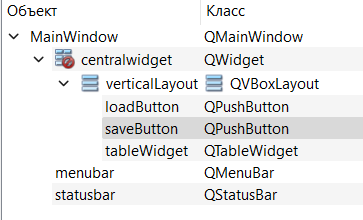 Объект Класс
MainWindow QMainWindow
centralwidget QWidget
verticalLayout QVBoxLayout
loadButton QPushButton
saveButton QPushButton
tableWidget QTableWidget
menubar QMenuBar
statusbar QStatusBar